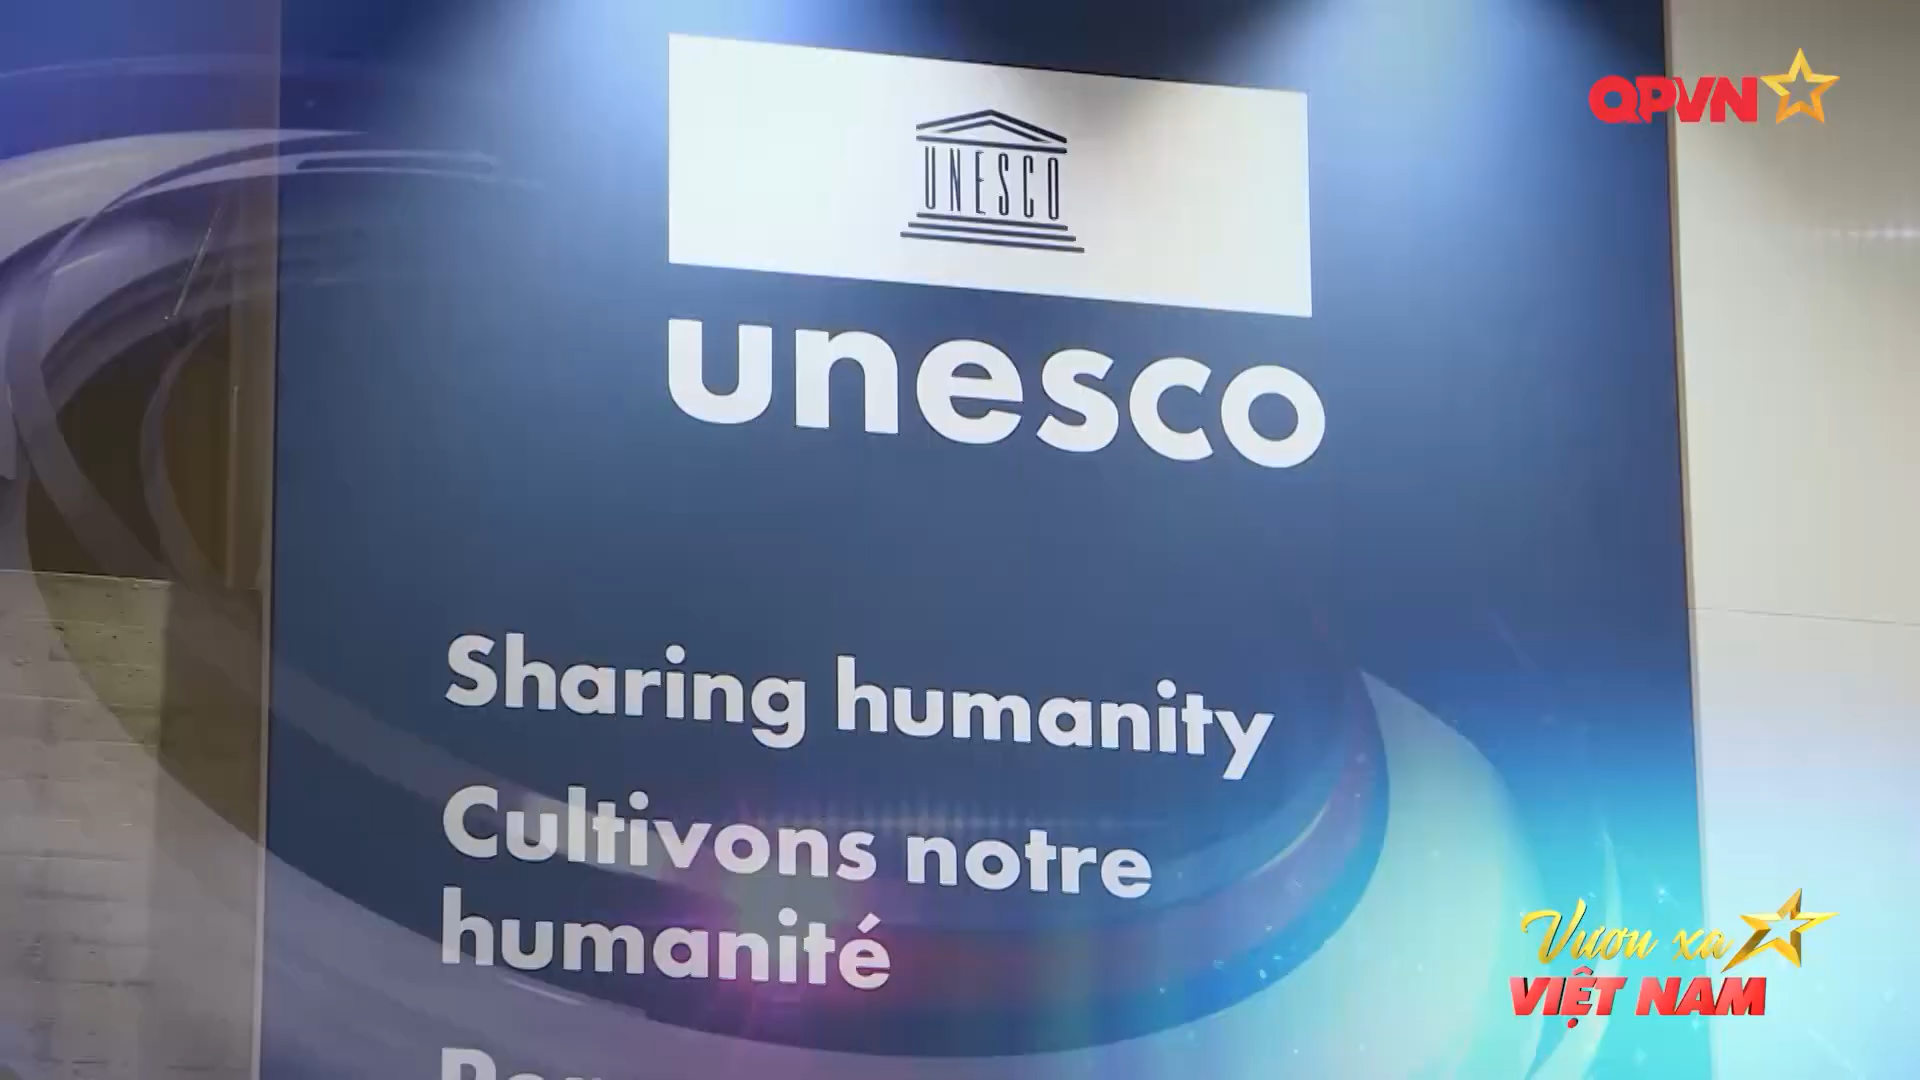 QPVN
UNESCO
unesco
Sharing humanity
Cultivons notre
humanité
Vươn xa
VIỆT NAM